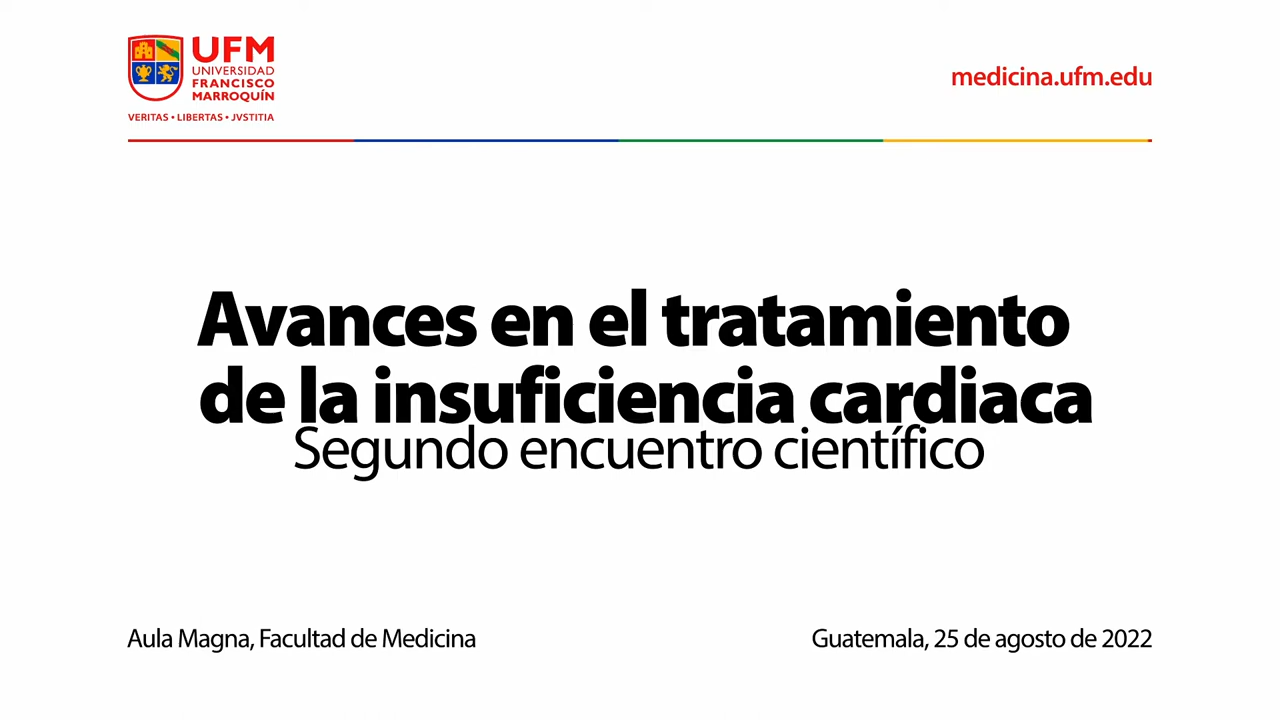 UFM
UNIVERSIDAD
FRANCISCO
MARROQUÍN
VERITAS • LIBERTAS • JVSTITIA
medicina.ufm.edu
Avances en el tratamiento
de la insuficiencia cardiaca
Segundo encuentro científico
Aula Magna, Facultad de Medicina
Guatemala, 25 de agosto de 2022